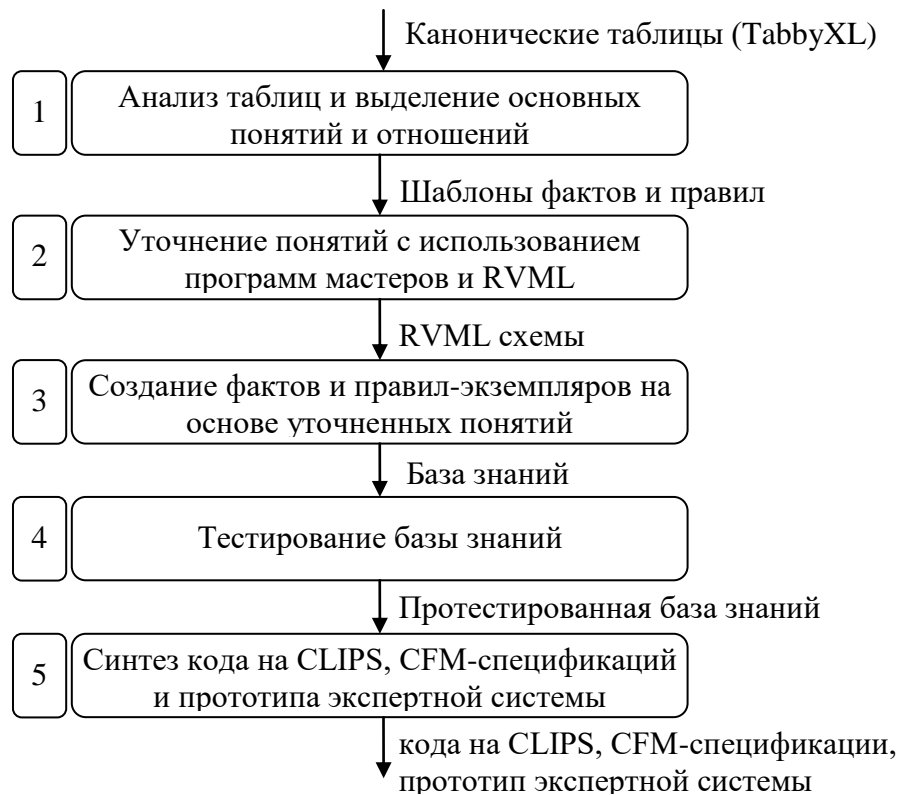 Канонические таблицы (TabbyXL)
1
Анализ таблиц и выделение основных
понятий и отношений
Шаблоны фактов и правил
2
Уточнение понятий с использованием
программ мастеров и RVML
RVML схемы
3
Создание фактов и правил-экземпляров на
основе уточненных понятий
База знаний
4
Тестирование базы знаний
Протестированная база знаний
5
Синтез кода на CLIPS, CFM-спецификаций
и прототипа экспертной системы
кода на CLIPS, CFM-спецификации,
прототип экспертной системы